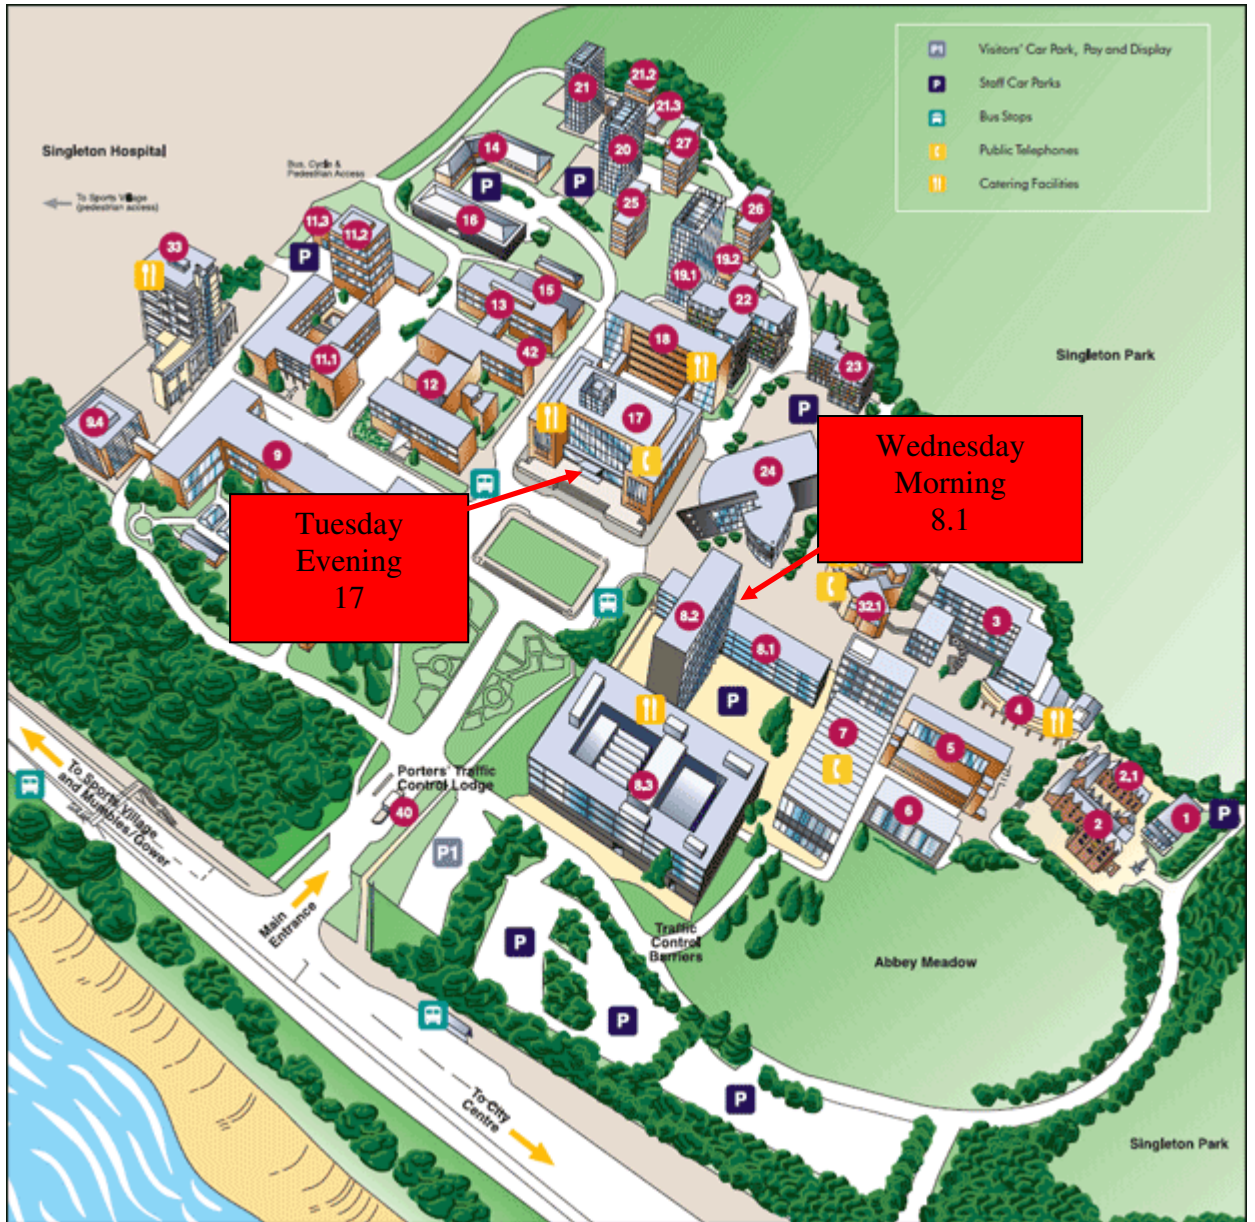 P1 Visitors' Car Park, Pay and Display
P Staff Car Parks
Bus Stops
Public Telephones
Catering Facilities
21
21.2
21.3
20
27
14
P
P
16
25
26
Singleton Hospital
Bus, Cycle &
Pedestrian Access
To Sports Village
(pedestrian access)
11.3
11.2
P
33
19.1
19.2
22
15
13
42
18
11.1
12
17
23
P
Singleton Park
9.4
9
24
Tuesday
Evening
17
Wednesday
Morning
8.1
8.2
8.1
32.1
3
P
4
7
5
8.3
6
2.1
2
1
P
Porters' Traffic
Control Lodge
40
P1
To Sports Village
and Mumbles/Gower
Main
Entrance
P
Traffic
Control
Barriers
Abbey Meadow
P
P
To City
Centre
Singleton Park